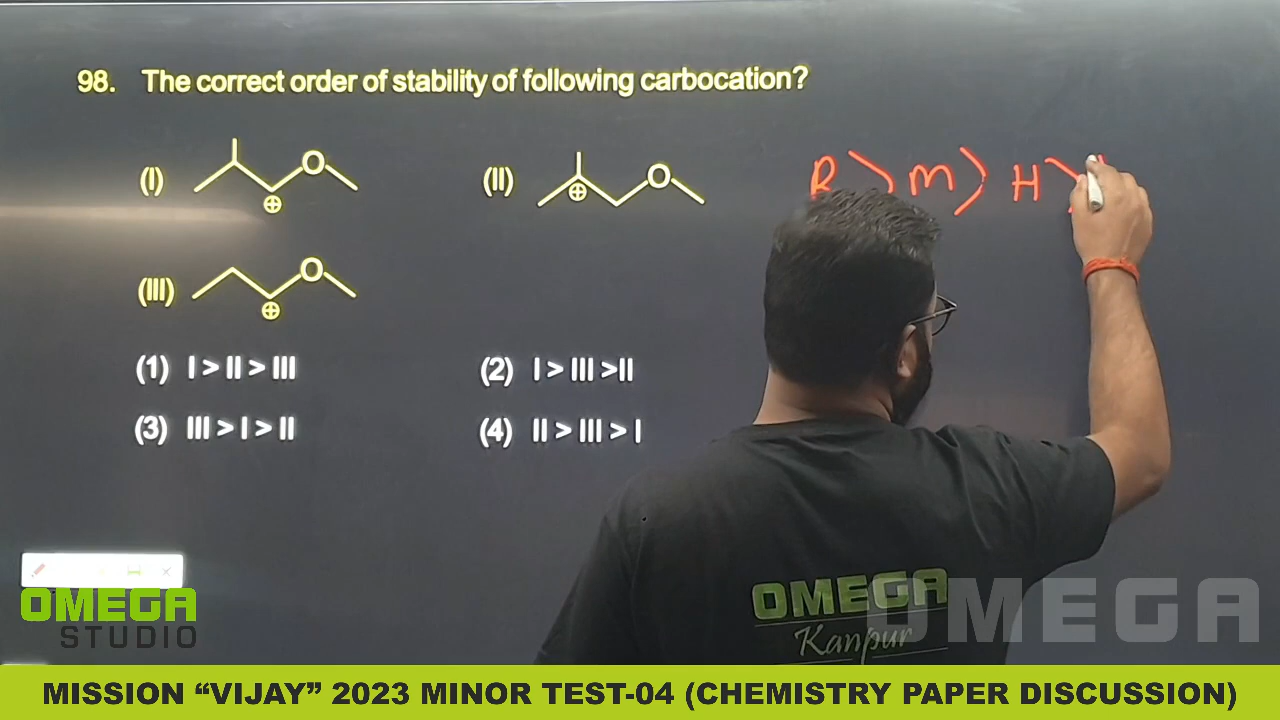 98. The correct order of stability of following carbocation?
(I) O ⊕
(II) ⊕ O
R > M > H >
(III) O ⊕
(1) I > II > III
(2) I > III >II
(3) III > I > II
(4) II > III > I
OMEGA
STUDIO
OMEGA
Kanpur
OMEGA
MISSION “VIJAY” 2023 MINOR TEST-04 (CHEMISTRY PAPER DISCUSSION)